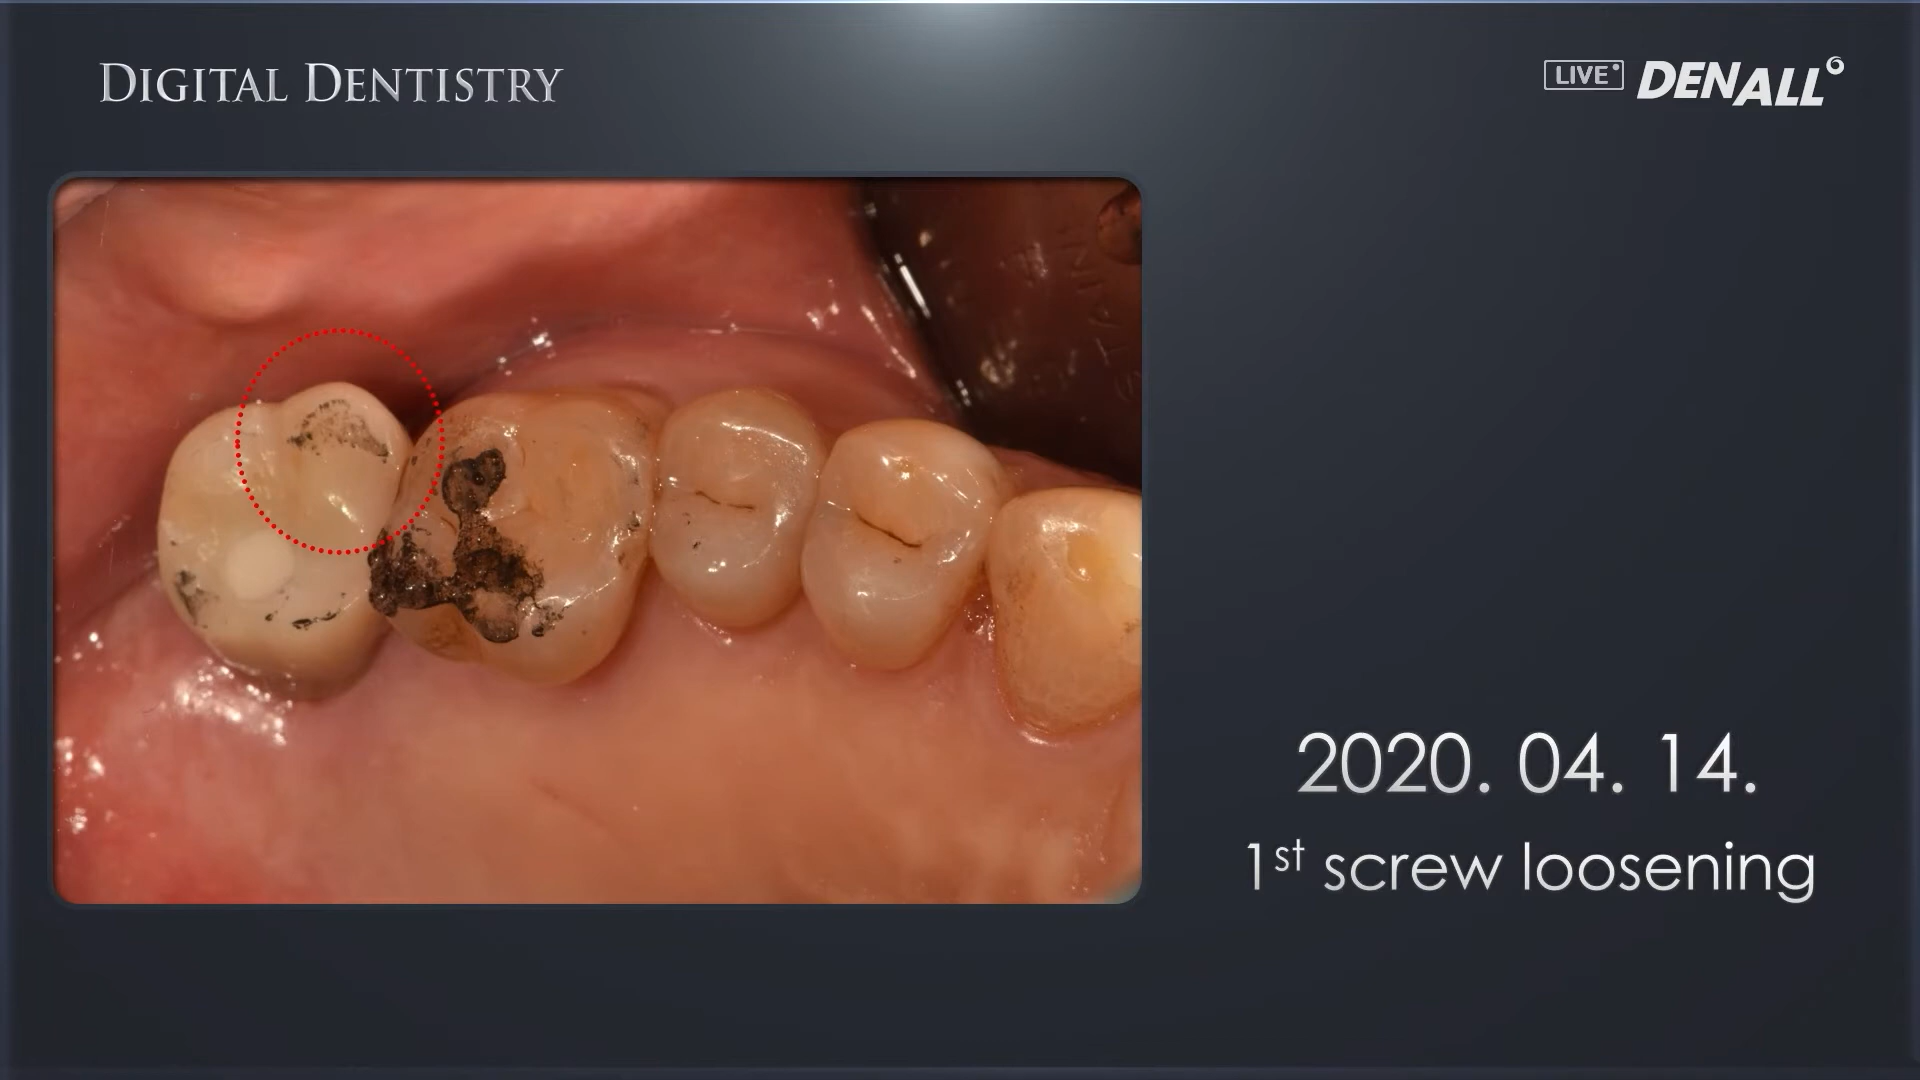 DIGITAL DENTISTRY
LIVE DENALL
2020. 04. 14.
1st screw loosening